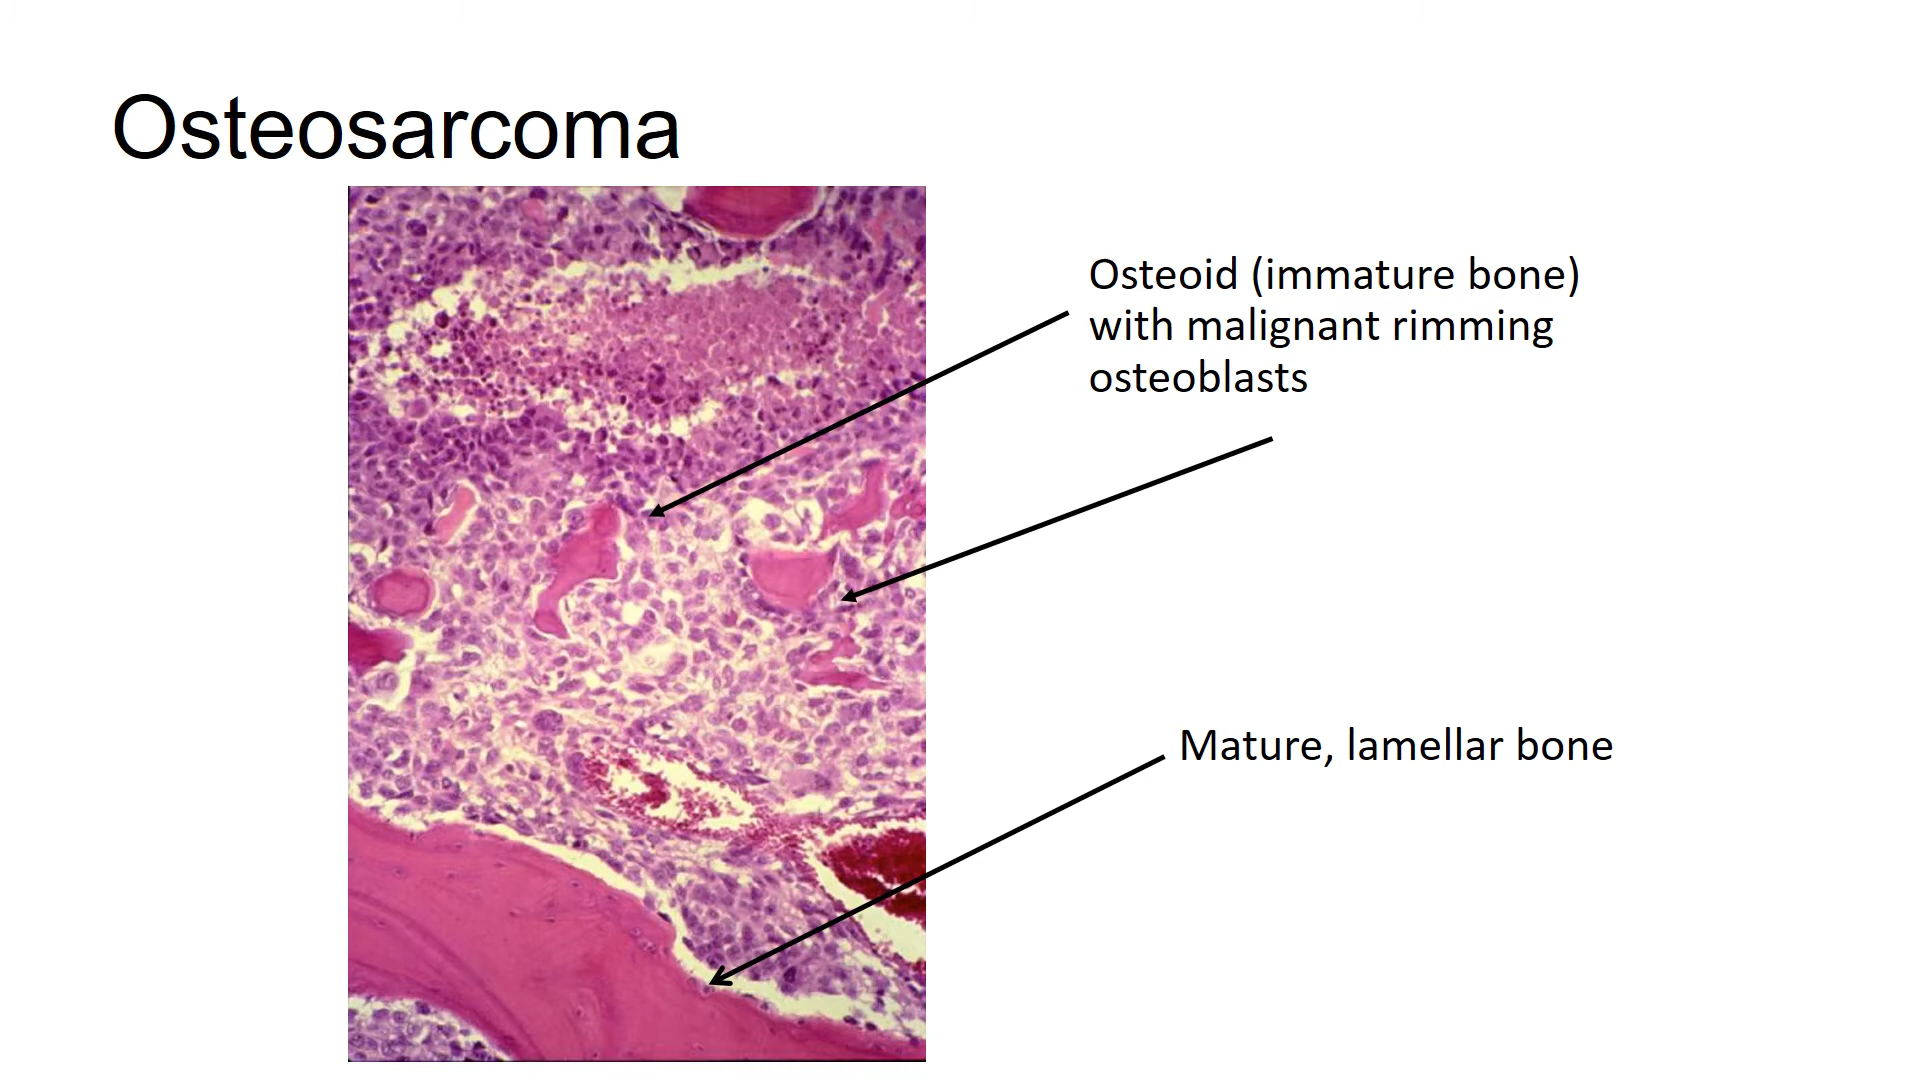 Osteosarcoma
Osteoid (immature bone)
with malignant rimming
osteoblasts
Mature, lamellar bone